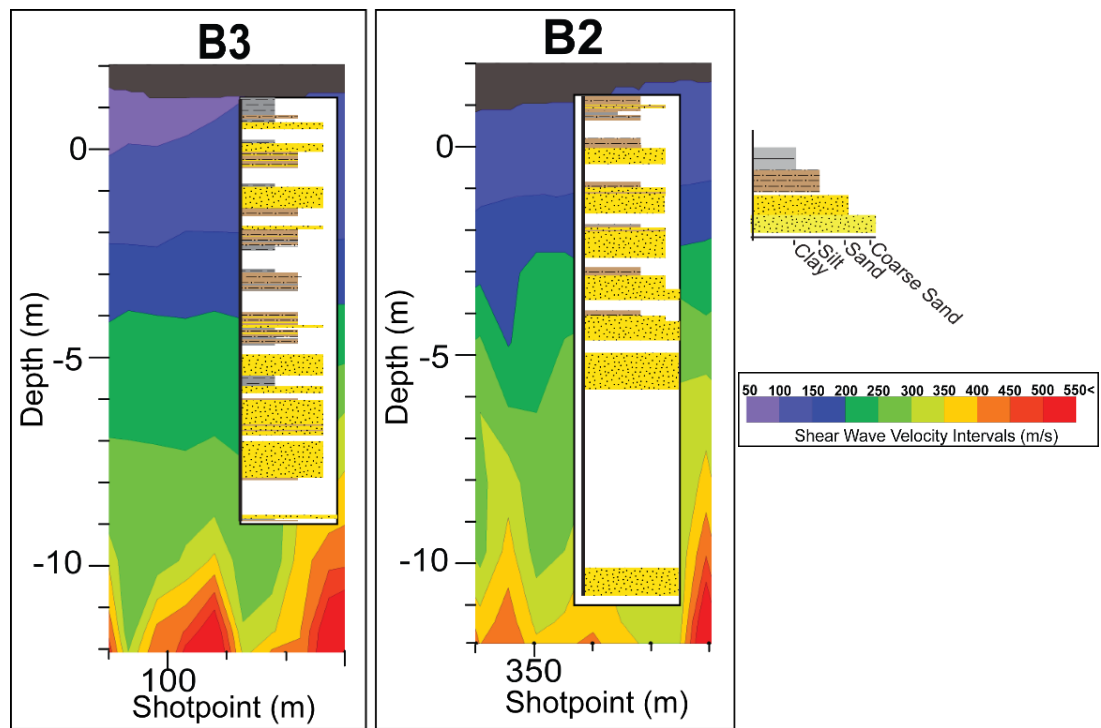 B3
0
-5
-10
Depth (m)
100
Shotpoint (m)
B2
0
-5
-10
Depth (m)
350
Shotpoint (m)
Clay
Silt
Sand
Coarse Sand
50 100 150 200 250 300 350 400 450 500 550<
Shear Wave Velocity Intervals (m/s)